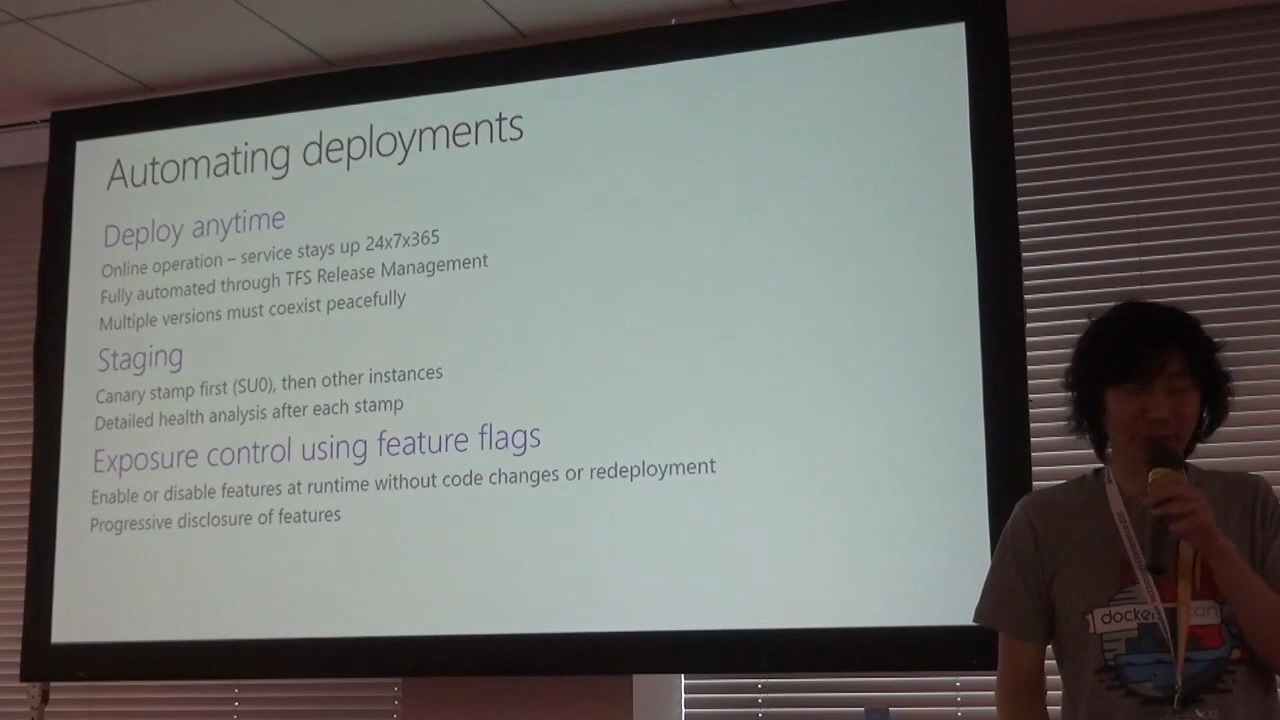 Automating deployments
Deploy anytime
Online operation – service stays up 24x7x365
Fully automated through TFS Release Management
Multiple versions must coexist peacefully
Staging
Canary stamp first (SU0), then other instances
Detailed health analysis after each stamp
Exposure control using feature flags
Enable or disable features at runtime without code changes or redeployment
Progressive disclosure of features
docker
con